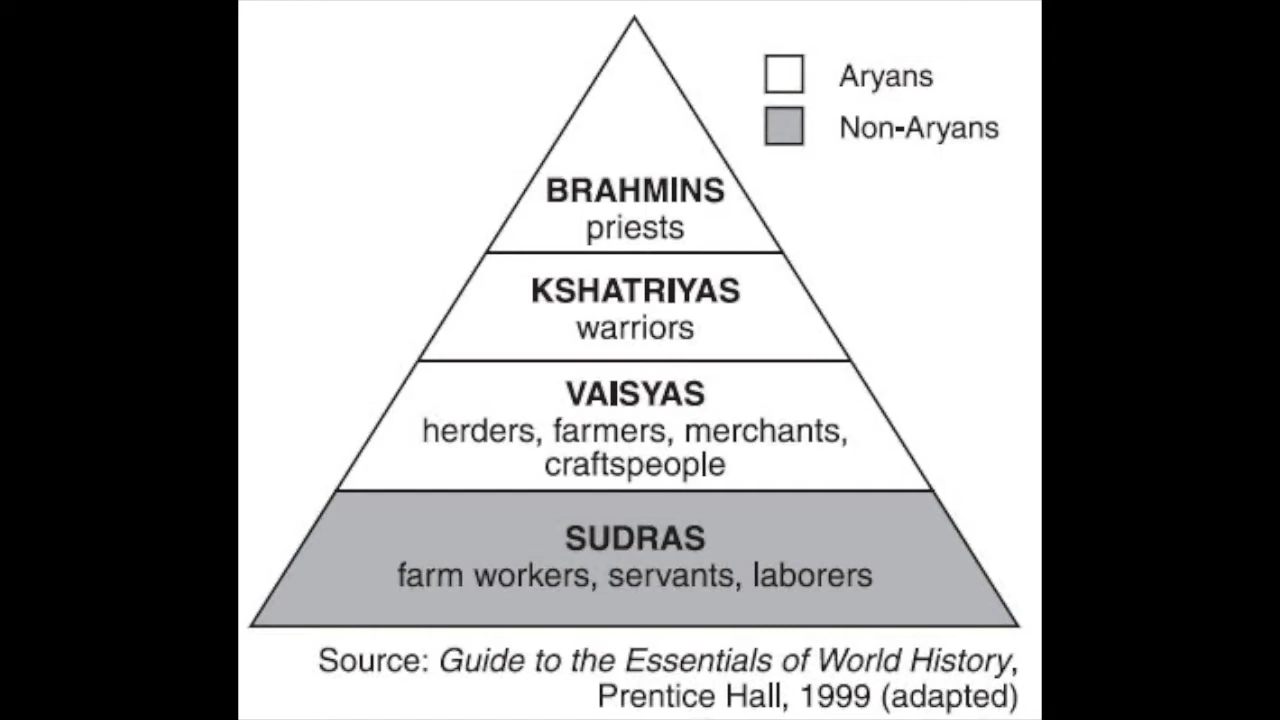 Aryans
Non-Aryans
BRAHMINS
priests
KSHATRIYAS
warriors
VAISYAS
herders, farmers, merchants,
craftspeople
SUDRAS
farm workers, servants, laborers
Source: Guide to the Essentials of World History,
Prentice Hall, 1999 (adapted)